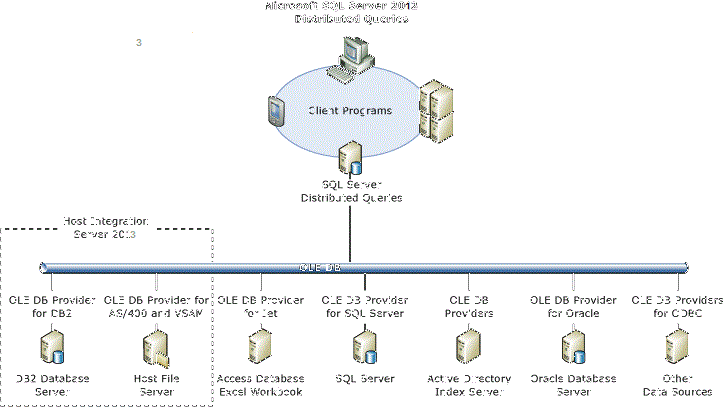 Microsoft SQL Server 2012
Distributed Queries
3
Client Programs
SQL Server
Distributed Queries
Host Integration
Server 2013
OLE DB
OLE DB Provider
for DB2
OLE DB Provider for
AS/400 and VSAM
OLE DB Provider
for Jet
OLE DB Provider
for SQL Server
OLE DB
Providers
OLE DB Provider
for Oracle
OLE DB Providers
for ODBC
DB2 Database
Server
Host File
Server
Access Database
Excel Workbook
SQL Server
Active Directory
Index Server
Oracle Database
Server
Other
Data Sources